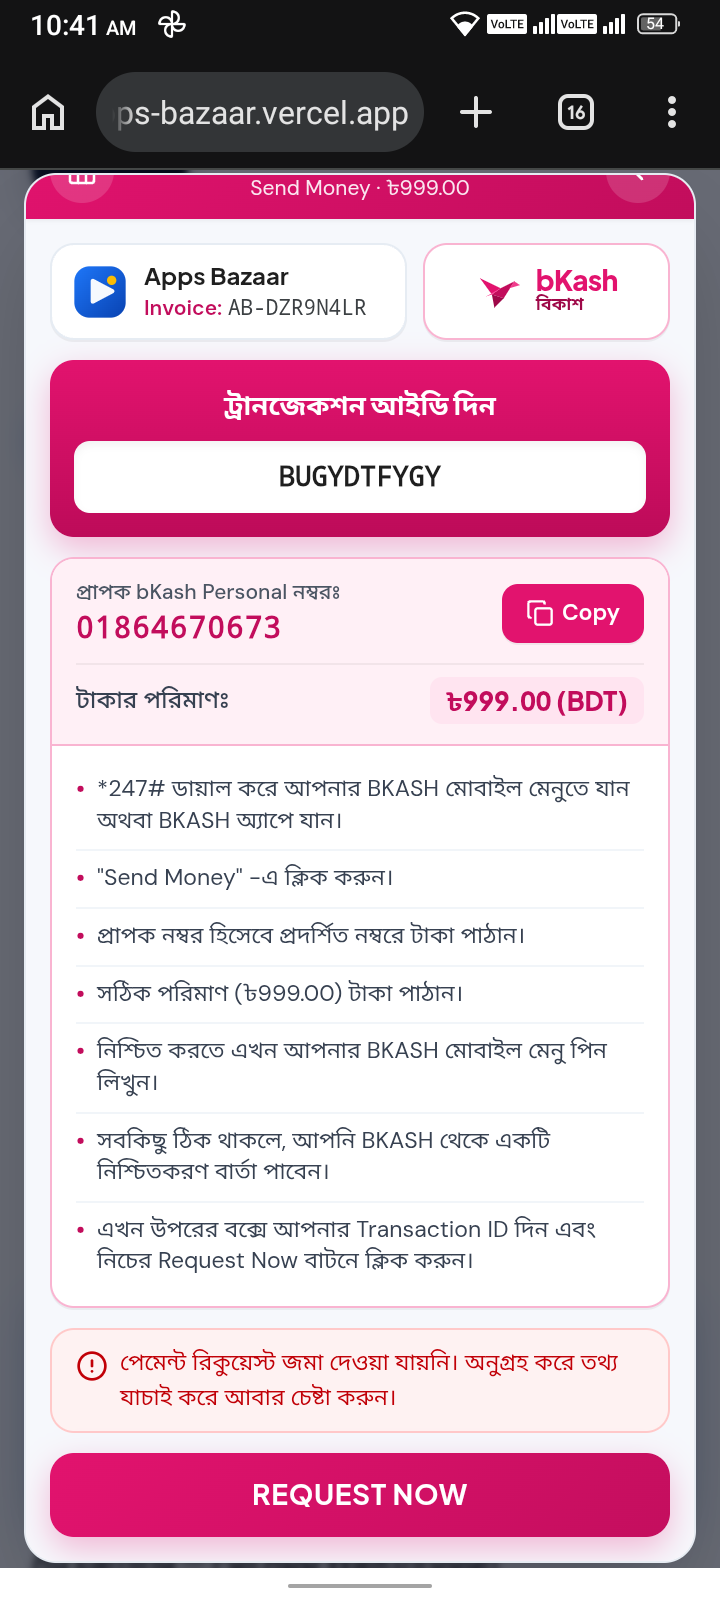 10:41 AM
VoLTE VoLTE 54
ps-bazaar.vercel.app
16
Send Money · ৳999.00
Apps Bazaar
Invoice: AB-DZR9N4LR
bKash
বিকাশ
ট্রানজেকশন আইডি দিন
BUGYDTFYGY
প্রাপক bKash Personal নম্বরঃ
01864670673
Copy
টাকার পরিমাণঃ
৳999.00 (BDT)
• *247# ডায়াল করে আপনার BKASH মোবাইল মেনুতে যান
অথবা BKASH অ্যাপে যান।
• "Send Money" -এ ক্লিক করুন।
• প্রাপক নম্বর হিসেবে প্রদর্শিত নম্বরে টাকা পাঠান।
• সঠিক পরিমাণ (৳999.00) টাকা পাঠান।
• নিশ্চিত করতে এখন আপনার BKASH মোবাইল মেনু পিন
লিখুন।
• সবকিছু ঠিক থাকলে, আপনি BKASH থেকে একটি
নিশ্চিতকরণ বার্তা পাবেন।
• এখন উপরের বক্সে আপনার Transaction ID দিন এবং
নিচের Request Now বাটনে ক্লিক করুন।
পেমেন্ট রিকুয়েস্ট জমা দেওয়া যায়নি। অনুগ্রহ করে তথ্য
যাচাই করে আবার চেষ্টা করুন।
REQUEST NOW